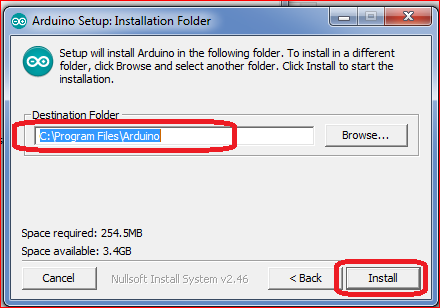 Arduino Setup: Installation Folder
Setup will install Arduino in the following folder. To install in a different
folder, click Browse and select another folder. Click Install to start the
installation.
Destination Folder
C:\Program Files\Arduino
Browse...
Space required: 254.5MB
Space available: 3.4GB
Cancel
Nullsoft Install System v2.46
< Back
Install